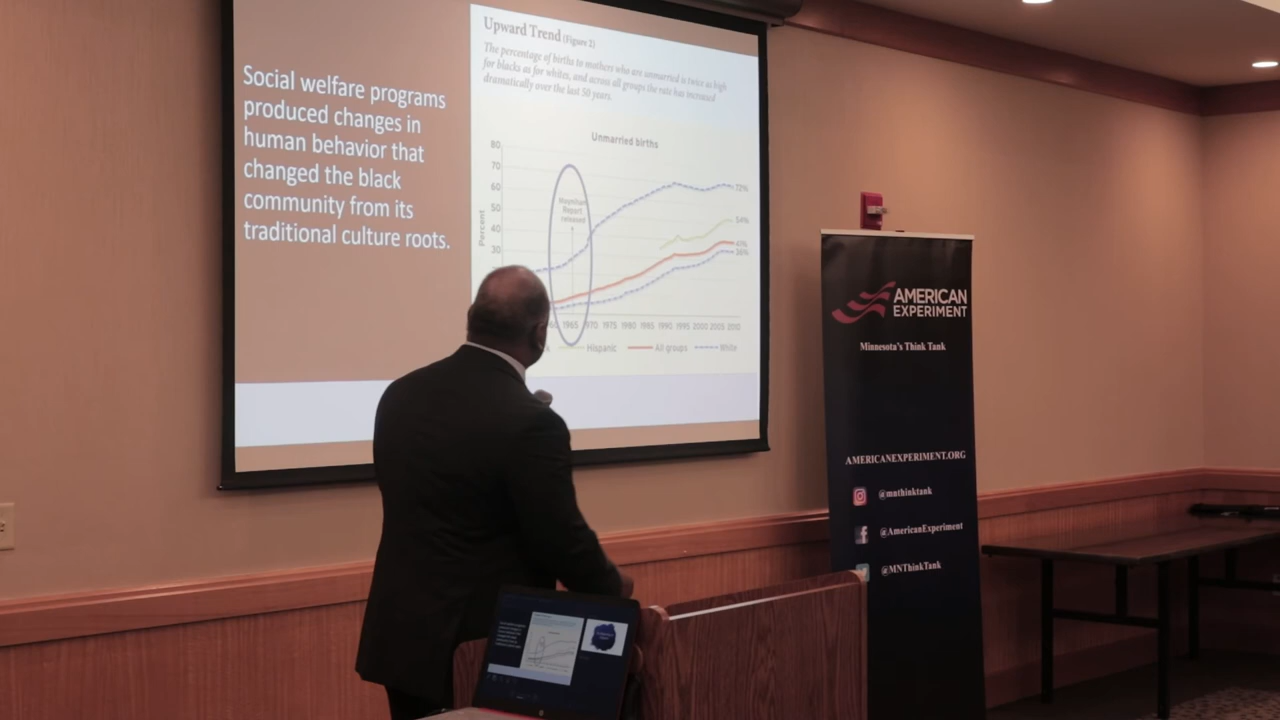 Social welfare programs
produced changes in
human behavior that
changed the black
community from its
traditional culture roots.
Upward Trend (Figure 2)
The percentage of births to mothers who are unmarried is twice as high
for blacks as for whites, and across all groups the rate has increased
dramatically over the last 50 years.
Unmarried births
80
70
60
50
40
30
Percent
Moynihan
Report
released
72%
54%
41%
36%
1965 1970 1975 1980 1985 1990 1995 2000 2005 2010
Hispanic All groups White
AMERICAN
EXPERIMENT
Minnesota's Think Tank
AMERICANEXPERIMENT.ORG
@mnthinktank
@AmericanExperiment
@MNThinkTank